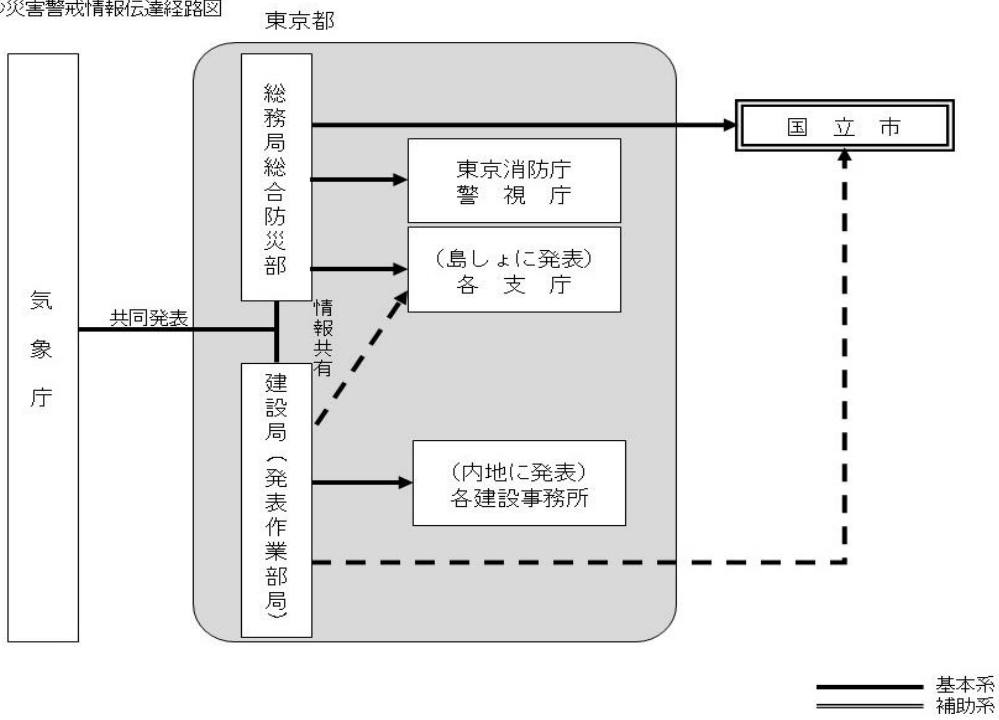 災害警戒情報伝達経路図
東京都
気象庁
共同発表
総務局総合防災部
情報共有
建設局（発表作業部局）
東京消防庁
警視庁
（島しょに発表）
各支庁
（内地に発表）
各建設事務所
国立市
基本系
補助系